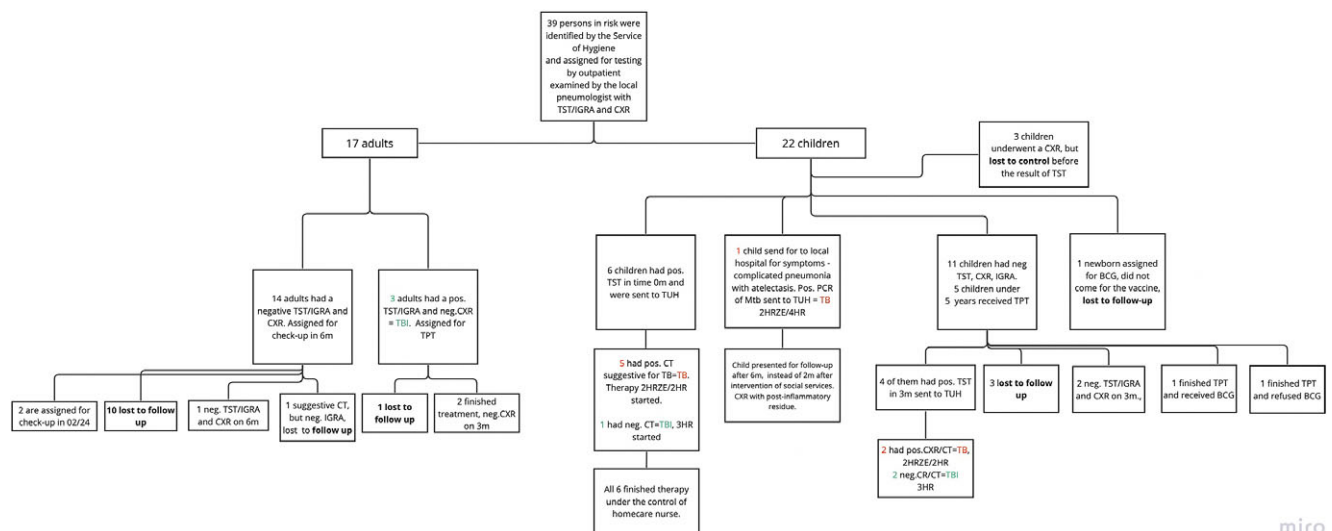 39 persons in risk were
identified by the Service
of Hygiene
and assigned for testing
by outpatient
examined by the local
pneumologist with
TST/IGRA and CXR
17 adults
22 children
3 children
underwent a CXR, but
lost to control before
the result of TST
14 adults had a
negative TST/IGRA and
CXR. Assigned for
check-up in 6m
3 adults had a pos.
TST/IGRA and neg.CXR
= TBI. Assigned for
TPT
6 children had pos.
TST in time 0m and
were sent to TUH
1 child send for to local
hospital for symptoms -
complicated pneumonia
with atelectasis. Pos. PCR
of Mtb sent to TUH = TB
2HRZE/4HR
11 children had neg
TST, CXR, IGRA.
5 children under
5 years received TPT
1 newborn assigned
for BCG, did not
come for the vaccine,
lost to follow-up
2 are assigned for
check-up in 02/24
10 lost to follow
up
1 neg. TST/IGRA
and CXR on 6m
1 suggestive CT,
but neg. IGRA,
lost to follow up
1 lost to
follow up
2 finished
treatment, neg.CXR
on 3m
5 had pos. CT
suggestive for TB=TB.
Therapy 2HRZE/2HR
started.
1 had neg. CT=TBI, 3HR
started
Child presented for follow-up
after 6m, instead of 2m after
intervention of social services.
CXR with post-inflammatory
residue.
4 of them had pos. TST
in 3m sent to TUH
3 lost to follow
up
2 neg. TST/IGRA
and CXR on 3m.,
1 finished TPT
and received BCG
1 finished TPT
and refused BCG
All 6 finished therapy
under the control of
homecare nurse.
2 had pos.CXR/CT=TB,
2HRZE/2HR
2 neg.CR/CT=TBI
3HR
miro